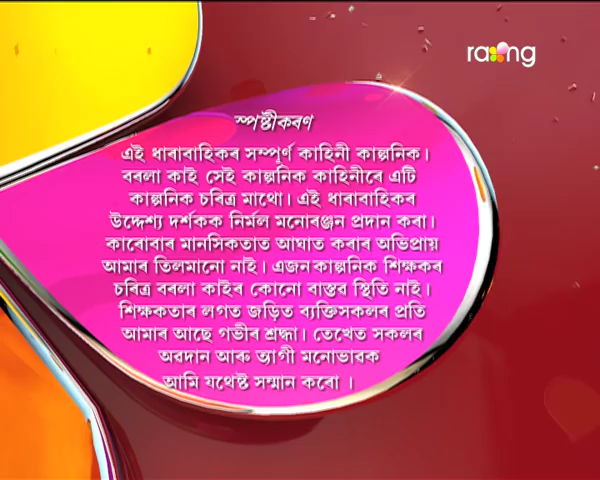 rang
স্পষ্টীকৰণ
এই ধাৰাবাহিকৰ সম্পূৰ্ণ কাহিনী কাল্পনিক।
বৰলা কাই সেই কাল্পনিক কাহিনীৰে এটি
কাল্পনিক চৰিত্ৰ মাথো। এই ধাৰাবাহিকৰ
উদ্দেশ্য দৰ্শকক নিৰ্মল মনোৰঞ্জন প্ৰদান কৰা।
কাৰোবাৰ মানসিকতাত আঘাত কৰাৰ অভিপ্ৰায়
আমাৰ তিলমানো নাই। এজন কাল্পনিক শিক্ষকৰ
চৰিত্ৰ বৰলা কাইৰ কোনো বাস্তৱ স্থিতি নাই।
শিক্ষকতাৰ লগত জড়িত ব্যক্তিসকলৰ প্ৰতি
আমাৰ আছে গভীৰ শ্ৰদ্ধা। তেখেত সকলৰ
অৱদান আৰু ত্যাগী মনোভাৱক
আমি যথেষ্ট সন্মান কৰো ।